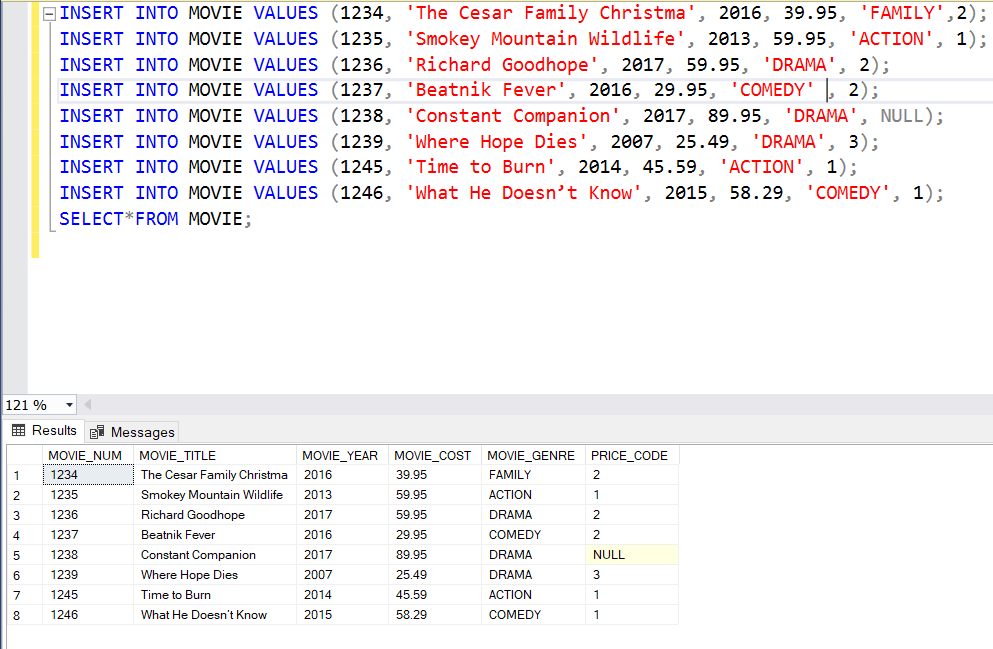 INSERT INTO MOVIE VALUES (1234, 'The Cesar Family Christma', 2016, 39.95, 'FAMILY',2);
INSERT INTO MOVIE VALUES (1235, 'Smokey Mountain Wildlife', 2013, 59.95, 'ACTION', 1);
INSERT INTO MOVIE VALUES (1236, 'Richard Goodhope', 2017, 59.95, 'DRAMA', 2);
INSERT INTO MOVIE VALUES (1237, 'Beatnik Fever', 2016, 29.95, 'COMEDY' , 2);
INSERT INTO MOVIE VALUES (1238, 'Constant Companion', 2017, 89.95, 'DRAMA', NULL);
INSERT INTO MOVIE VALUES (1239, 'Where Hope Dies', 2007, 25.49, 'DRAMA', 3);
INSERT INTO MOVIE VALUES (1245, 'Time to Burn', 2014, 45.59, 'ACTION', 1);
INSERT INTO MOVIE VALUES (1246, 'What He Doesn’t Know', 2015, 58.29, 'COMEDY', 1);
SELECT*FROM MOVIE;
121 %
Results Messages
MOVIE_NUM MOVIE_TITLE MOVIE_YEAR MOVIE_COST MOVIE_GENRE PRICE_CODE
1 1234 The Cesar Family Christma 2016 39.95 FAMILY 2
2 1235 Smokey Mountain Wildlife 2013 59.95 ACTION 1
3 1236 Richard Goodhope 2017 59.95 DRAMA 2
4 1237 Beatnik Fever 2016 29.95 COMEDY 2
5 1238 Constant Companion 2017 89.95 DRAMA NULL
6 1239 Where Hope Dies 2007 25.49 DRAMA 3
7 1245 Time to Burn 2014 45.59 ACTION 1
8 1246 What He Doesn’t Know 2015 58.29 COMEDY 1